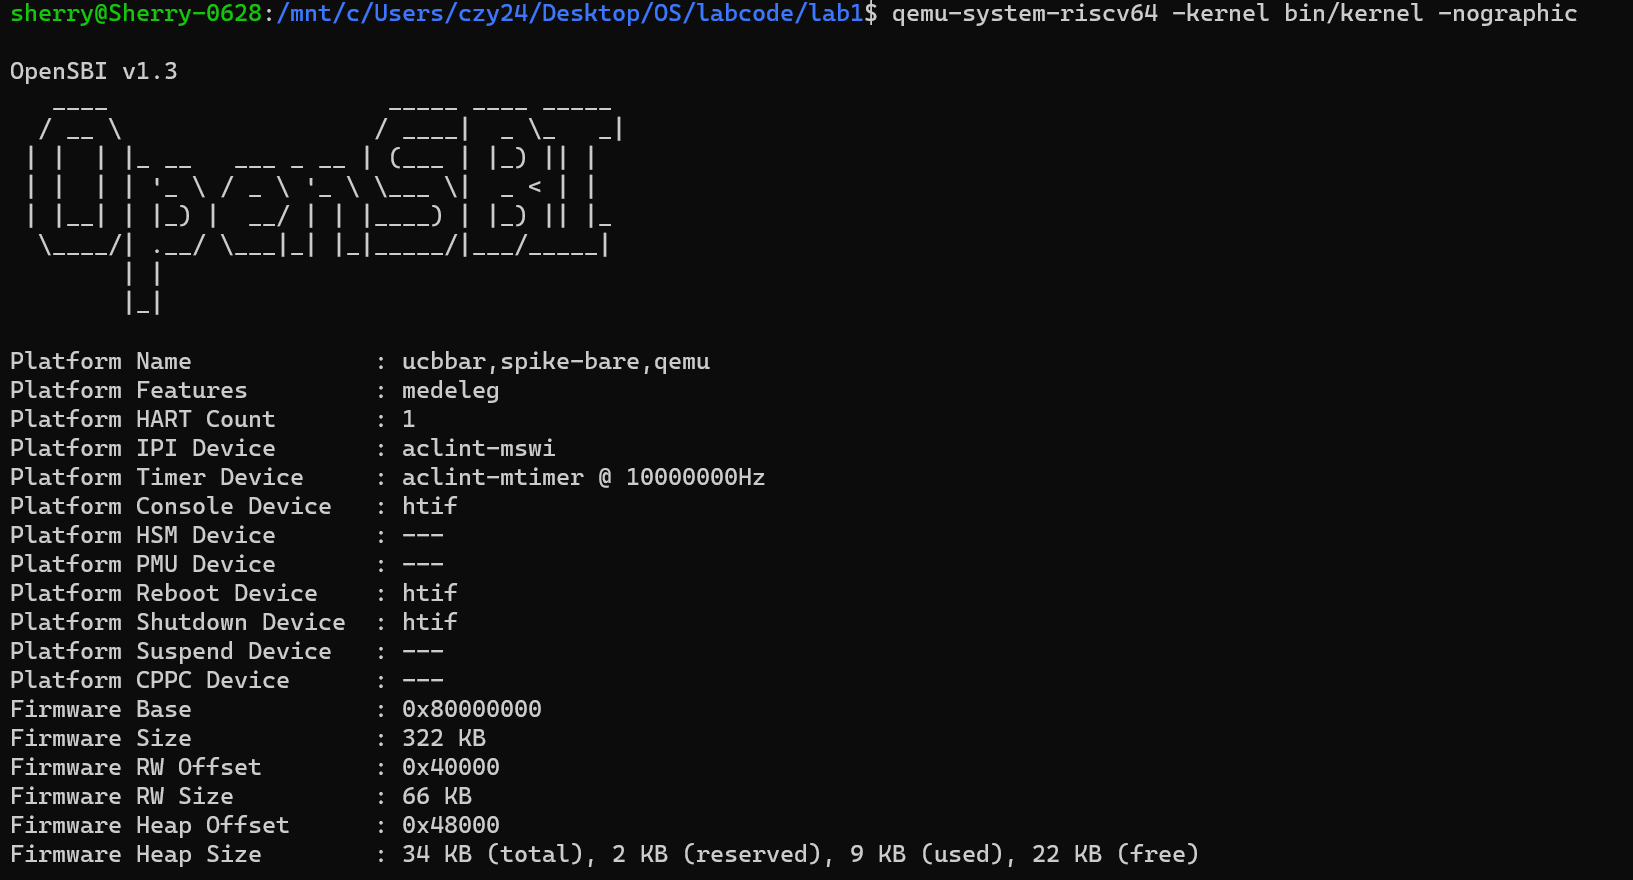 sherry@Sherry-0628:/mnt/c/Users/czy24/Desktop/OS/labcode/lab1$ qemu-system-riscv64 -kernel bin/kernel -nographic

OpenSBI v1.3
   ____                    _____ ____ _____
  / __ \                  / ____|  _ \_   _|
 | |  | |_ __   ___ _ __ | (___ | |_) || |
 | |  | | '_ \ / _ \ '_ \ \___ \|  _ < | |
 | |__| | |_) |  __/ | | |____) | |_) || |_
  \____/| .__/ \___|_| |_|_____/|___/_____|
        | |
        |_|

Platform Name             : ucbbar,spike-bare,qemu
Platform Features         : medeleg
Platform HART Count       : 1
Platform IPI Device       : aclint-mswi
Platform Timer Device     : aclint-mtimer @ 10000000Hz
Platform Console Device   : htif
Platform HSM Device       : ---
Platform PMU Device       : ---
Platform Reboot Device    : htif
Platform Shutdown Device  : htif
Platform Suspend Device   : ---
Platform CPPC Device      : ---
Firmware Base             : 0x80000000
Firmware Size             : 322 KB
Firmware RW Offset        : 0x40000
Firmware RW Size          : 66 KB
Firmware Heap Offset      : 0x48000
Firmware Heap Size        : 34 KB (total), 2 KB (reserved), 9 KB (used), 22 KB (free)